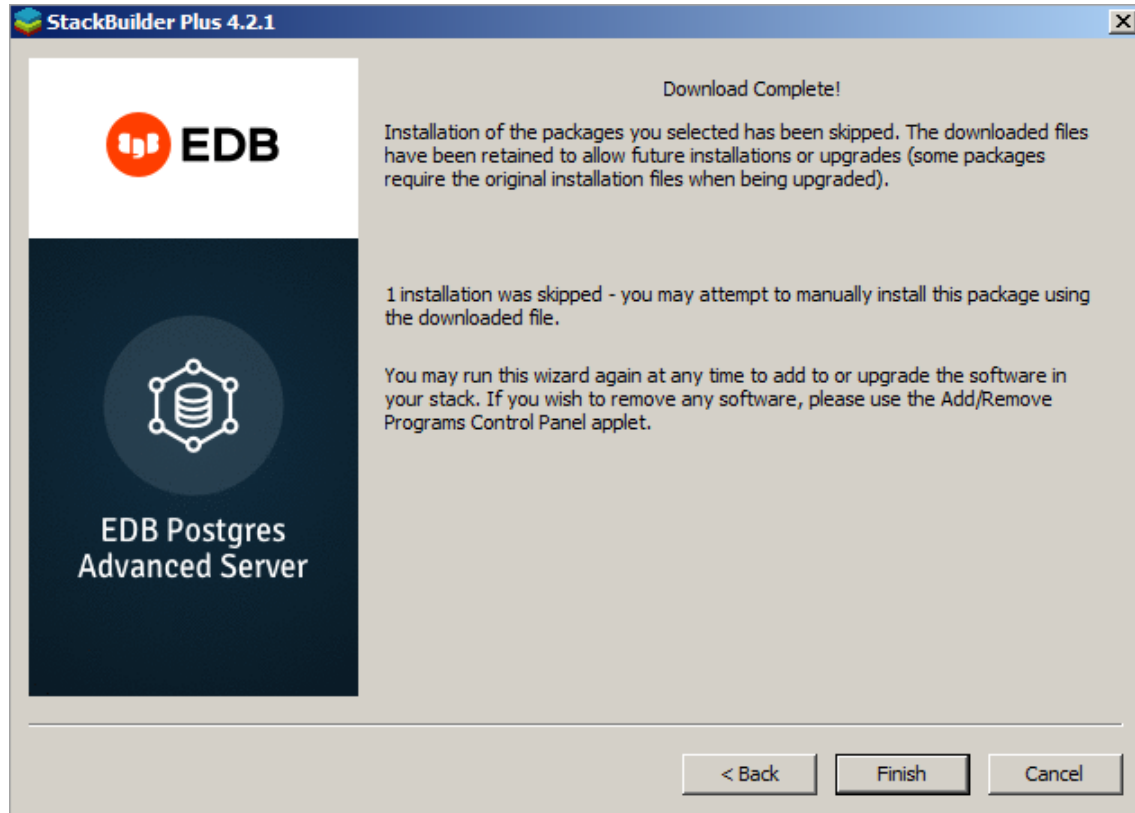 StackBuilder Plus 4.2.1
EDB
EDB Postgres
Advanced Server
Download Complete!
Installation of the packages you selected has been skipped. The downloaded files
have been retained to allow future installations or upgrades (some packages
require the original installation files when being upgraded).
1 installation was skipped - you may attempt to manually install this package using
the downloaded file.
You may run this wizard again at any time to add to or upgrade the software in
your stack. If you wish to remove any software, please use the Add/Remove
Programs Control Panel applet.
< Back
Finish
Cancel